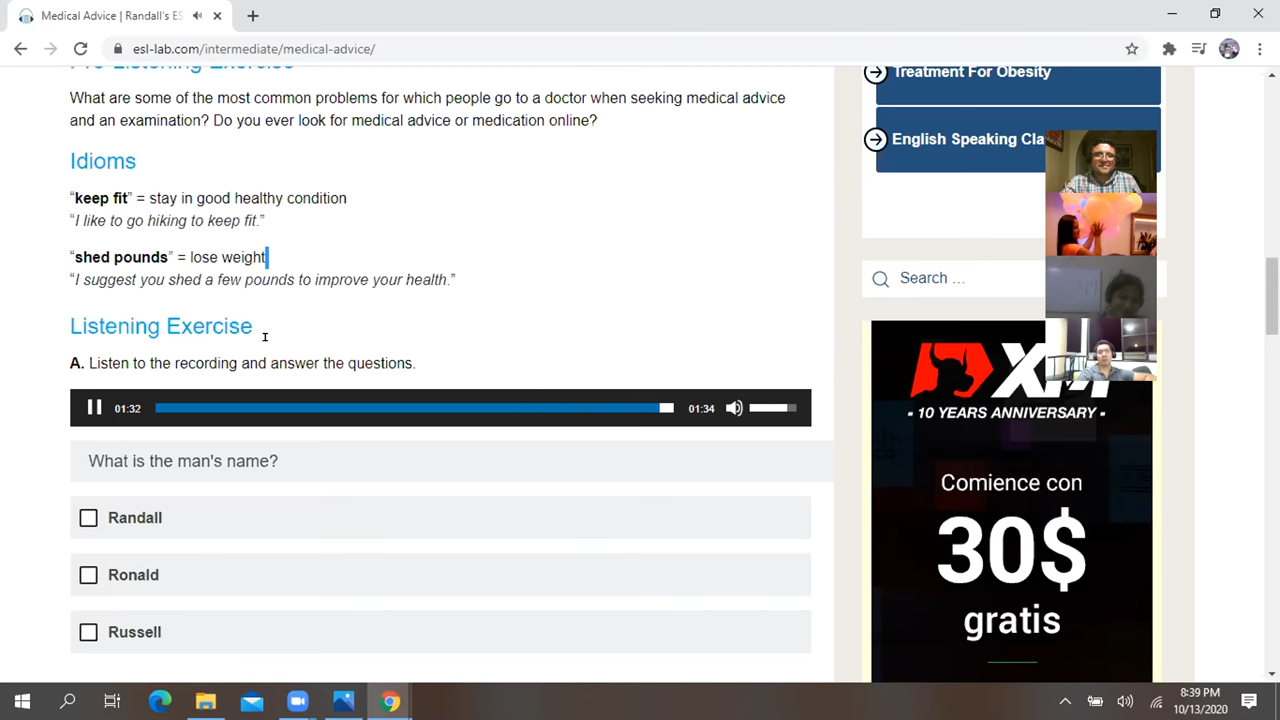 Medical Advice | Randall's ES
esl-lab.com/intermediate/medical-advice/
What are some of the most common problems for which people go to a doctor when seeking medical advice
and an examination? Do you ever look for medical advice or medication online?
Idioms
“keep fit” = stay in good healthy condition
“I like to go hiking to keep fit.”
“shed pounds” = lose weight
“I suggest you shed a few pounds to improve your health.”
Listening Exercise
A. Listen to the recording and answer the questions.
01:32
01:34
What is the man's name?
Randall
Ronald
Russell
Treatment For Obesity
English Speaking Cla
Search …
XM
- 10 YEARS ANNIVERSARY -
Comience con
30$
gratis
8:39 PM
10/13/2020